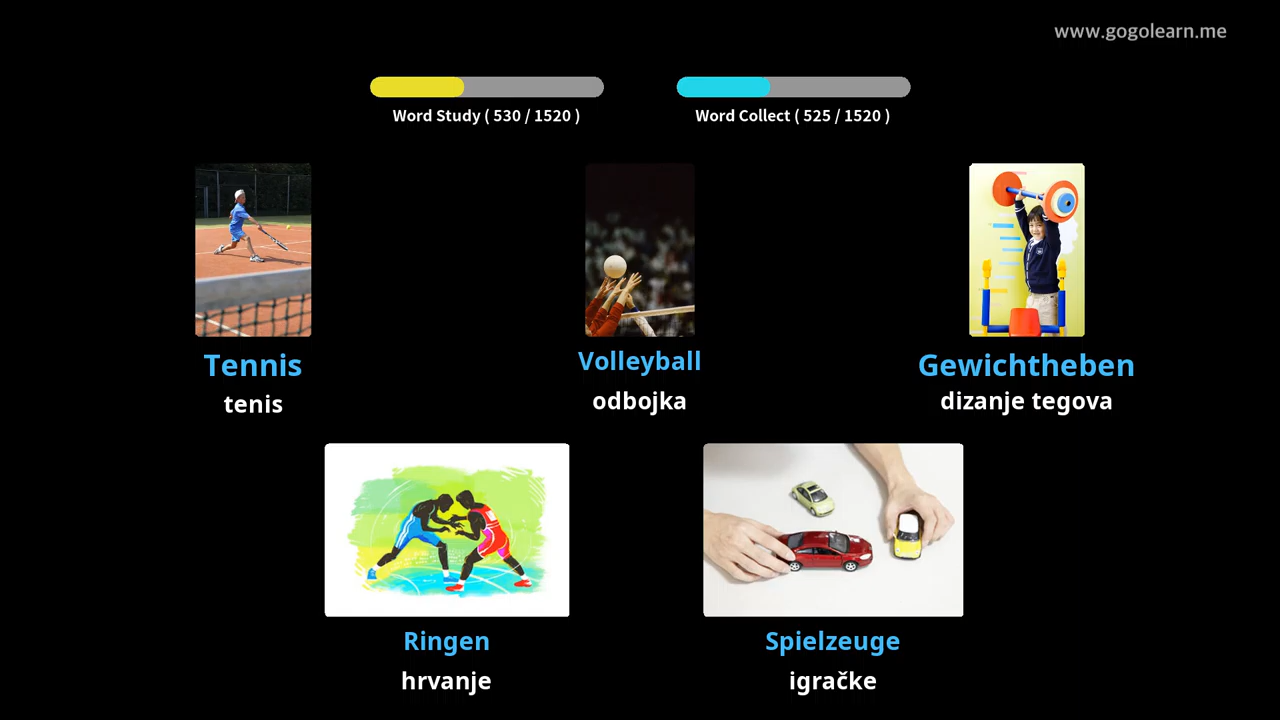 www.gogolearn.me
Word Study ( 530 / 1520 )
Word Collect ( 525 / 1520 )
Tennis
tenis
Volleyball
odbojka
Gewichtheben
dizanje tegova
Ringen
hrvanje
Spielzeuge
igračke